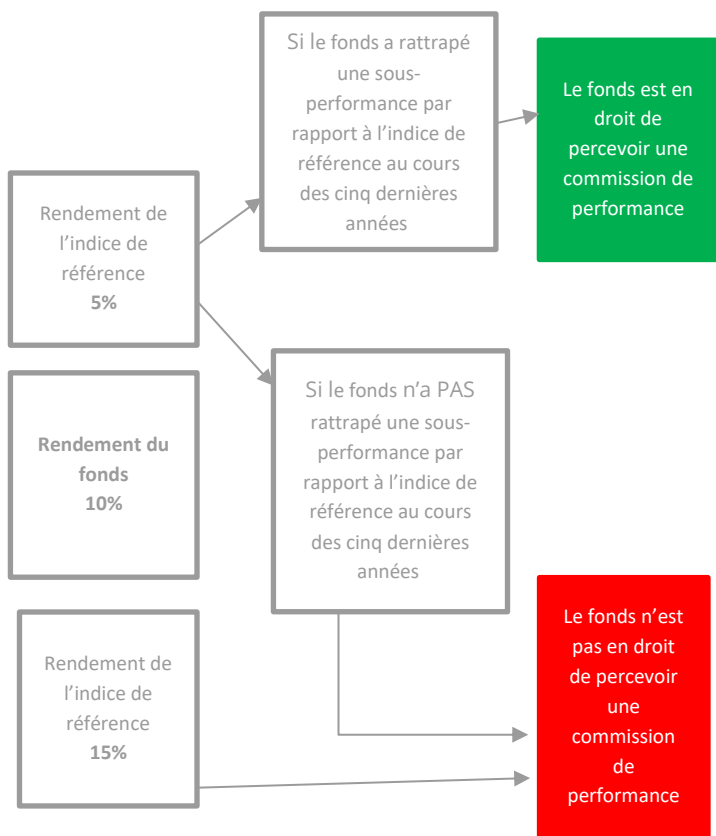 Si le fonds a rattrapé
une sous-
performance par
rapport à l’indice de
référence au cours
des cinq dernières
années
Le fonds est en
droit de
percevoir une
commission de
performance
Rendement de
l’indice de
référence
5%
Si le fonds n’a PAS
rattrapé une sous-
performance par
rapport à l’indice de
référence au cours
des cinq dernières
années
Rendement du
fonds
10%
Rendement de
l’indice de
référence
15%
Le fonds n’est
pas en droit
de percevoir
une
commission
de
performance